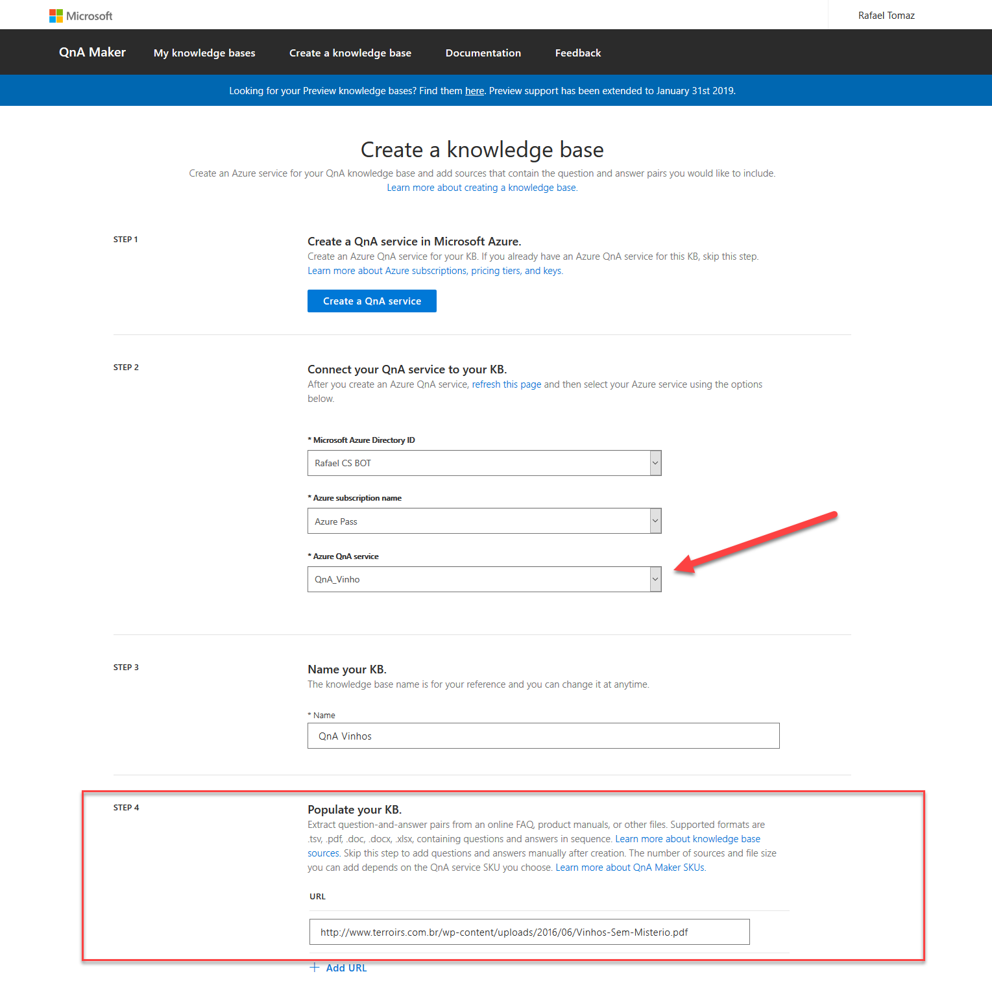 Microsoft
Rafael Tomaz
QnA Maker
My knowledge bases
Create a knowledge base
Documentation
Feedback
Looking for your Preview knowledge bases? Find them here. Preview support has been extended to January 31st 2019.
Create a knowledge base
Create an Azure service for your QnA knowledge base and add sources that contain the question and answer pairs you would like to include.
Learn more about creating a knowledge base.
STEP 1
Create a QnA service in Microsoft Azure.
Create an Azure QnA service for your KB. If you already have an Azure QnA service for this KB, skip this step.
Learn more about Azure subscriptions, pricing tiers, and keys.
Create a QnA service
STEP 2
Connect your QnA service to your KB.
After you create an Azure QnA service, refresh this page and then select your Azure service using the options
below.
* Microsoft Azure Directory ID
Rafael CS BOT
* Azure subscription name
Azure Pass
* Azure QnA service
QnA_Vinho
STEP 3
Name your KB.
The knowledge base name is for your reference and you can change it at anytime.
* Name
QnA Vinhos
STEP 4
Populate your KB.
Extract question-and-answer pairs from an online FAQ, product manuals, or other files. Supported formats are
.tsv, .pdf, .doc, .docx, .xlsx, containing questions and answers in sequence. Learn more about knowledge base
sources. Skip this step to add questions and answers manually after creation. The number of sources and file size
you can add depends on the QnA service SKU you choose. Learn more about QnA Maker SKUs.
URL
http://www.terroirs.com.br/wp-content/uploads/2016/06/Vinhos-Sem-Misterio.pdf
+ Add URL